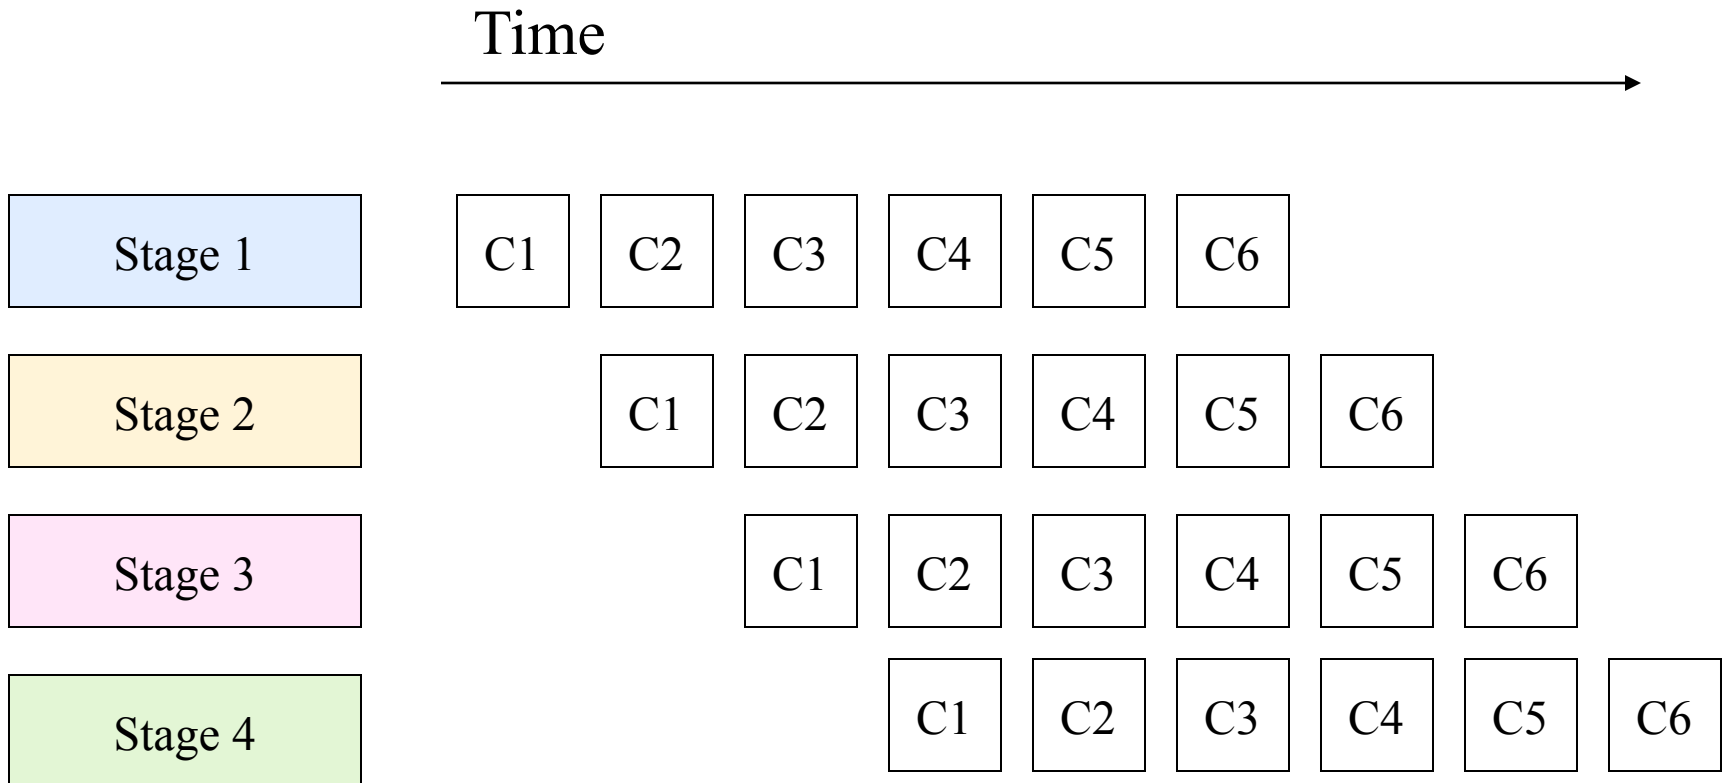 Time
Stage 1 C1 C2 C3 C4 C5 C6
Stage 2 C1 C2 C3 C4 C5 C6
Stage 3 C1 C2 C3 C4 C5 C6
Stage 4 C1 C2 C3 C4 C5 C6